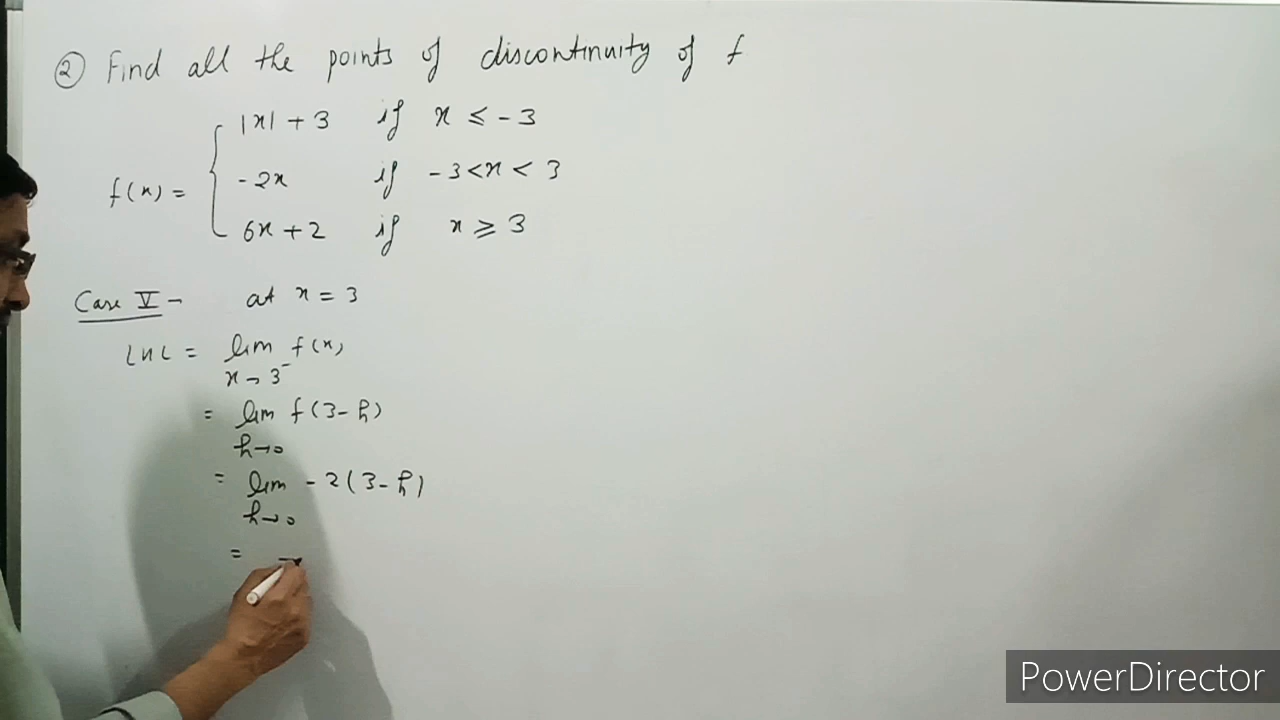 ② Find all the points of discontinuity of f
|x| + 3 if x ≤ -3
f(x) = { -2x if -3 < x < 3
6x + 2 if x ≥ 3
Case V - at x = 3
LHL = lim f(x)
x → 3⁻
= lim f(3-h)
h→0
= lim -2(3-h)
h→0
= -
PowerDirector